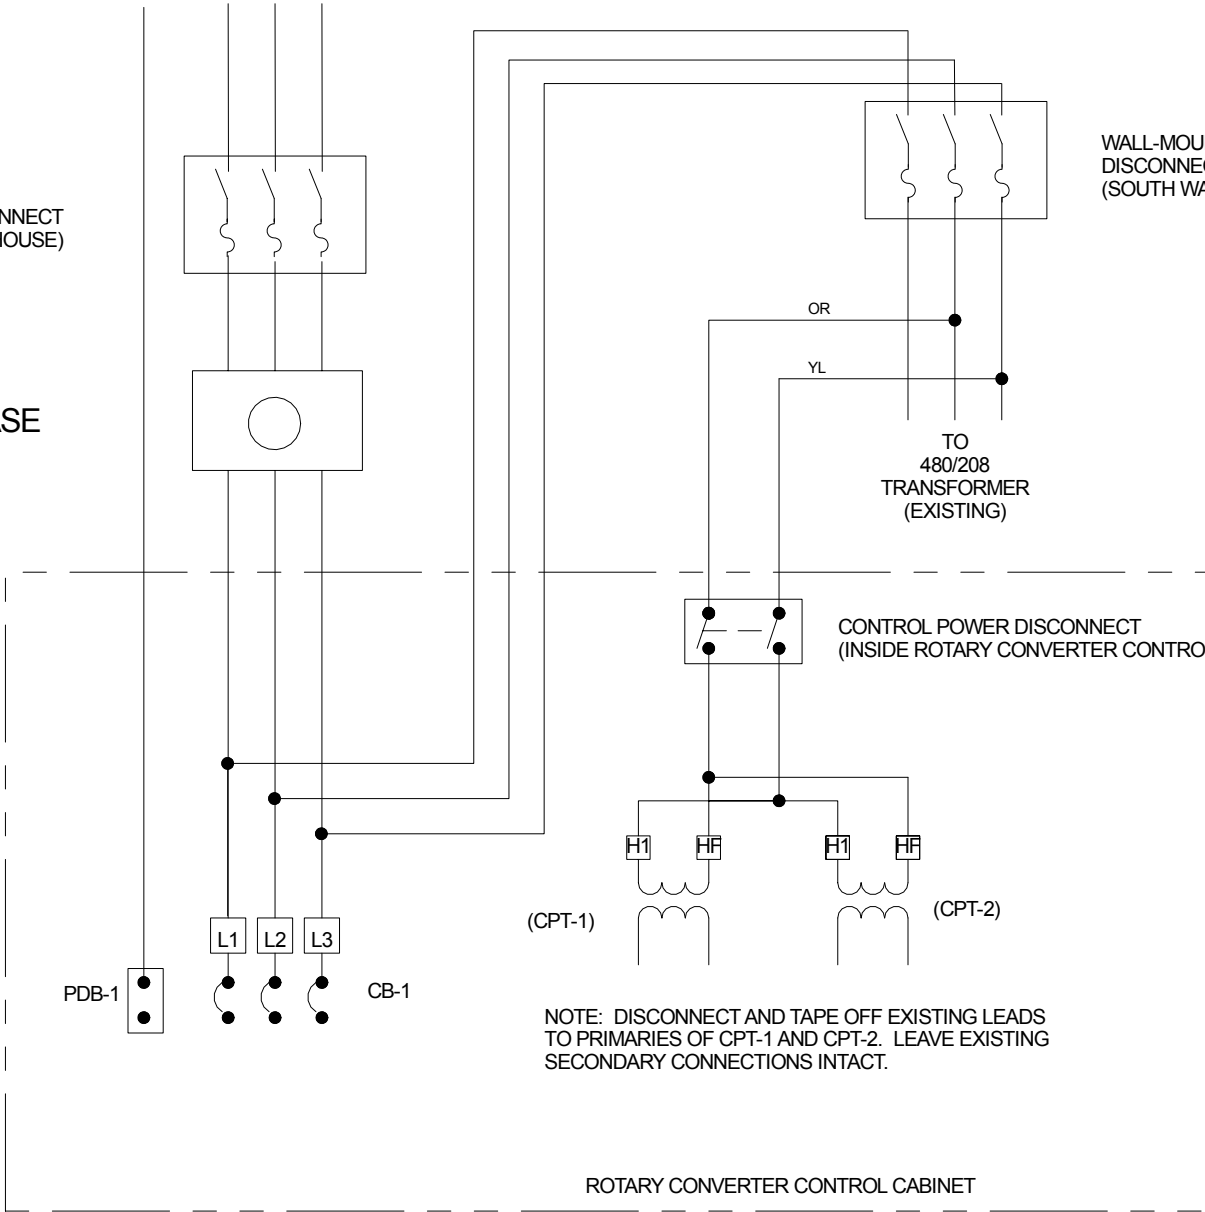 WALL-MOU
DISCONNE
(SOUTH WA
NNECT
HOUSE)
OR
YL
ASE
TO
480/208
TRANSFORMER
(EXISTING)
CONTROL POWER DISCONNECT
(INSIDE ROTARY CONVERTER CONTRO
H1 HF H1 HF
(CPT-1) (CPT-2)
L1 L2 L3
PDB-1 CB-1
NOTE: DISCONNECT AND TAPE OFF EXISTING LEADS
TO PRIMARIES OF CPT-1 AND CPT-2. LEAVE EXISTING
SECONDARY CONNECTIONS INTACT.
ROTARY CONVERTER CONTROL CABINET